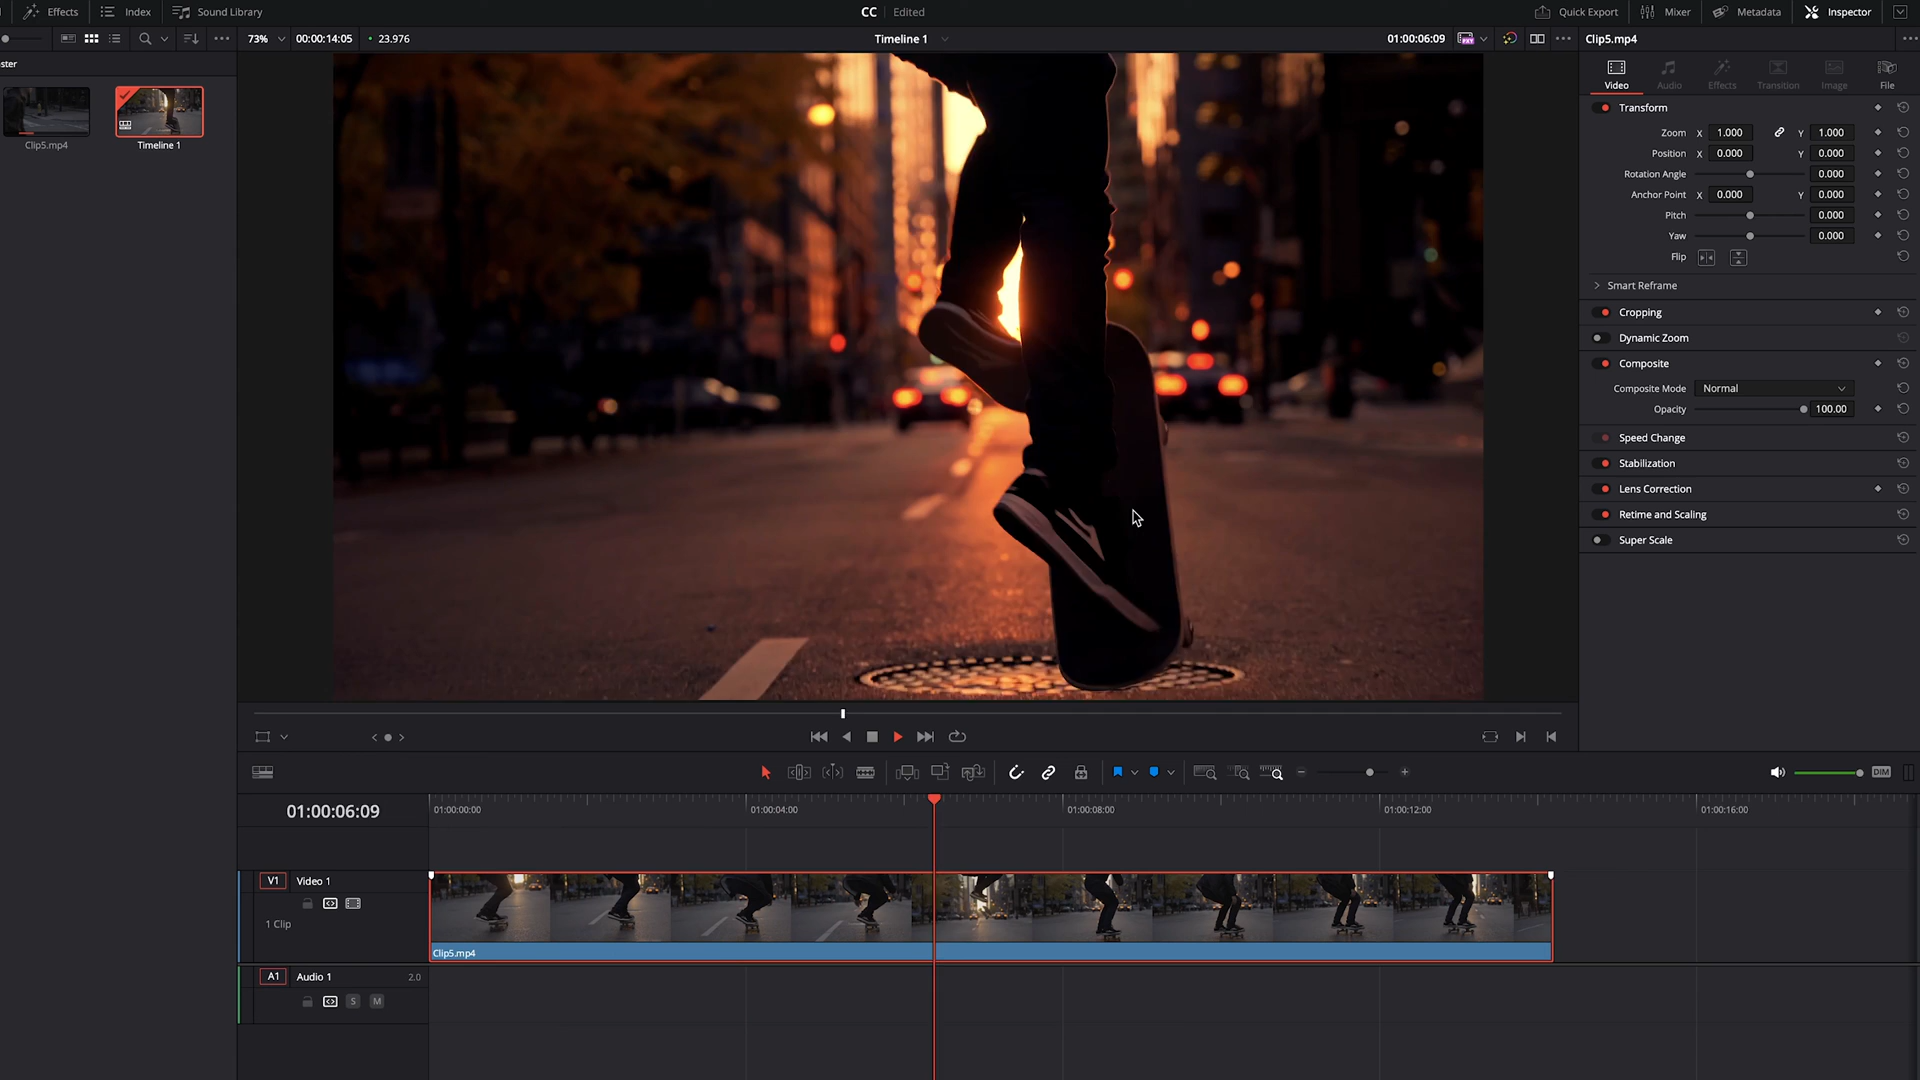 Effects Index Sound Library CC Edited Quick Export Mixer Metadata Inspector
73% 00:00:14:05 23.976 Timeline 1 01:00:06:09 Clip5.mp4
ster
Clip5.mp4 Timeline 1
Video Audio Effects Transition Image File
Transform
Zoom X 1.000 Y 1.000
Position X 0.000 Y 0.000
Rotation Angle 0.000
Anchor Point X 0.000 Y 0.000
Pitch 0.000
Yaw 0.000
Flip
Smart Reframe
Cropping
Dynamic Zoom
Composite
Composite Mode Normal
Opacity 100.00
Speed Change
Stabilization
Lens Correction
Retime and Scaling
Super Scale
DIM
01:00:06:09 01:00:00:00 01:00:04:00 01:00:08:00 01:00:12:00 01:00:16:00
V1 Video 1
1 Clip
Clip5.mp4
A1 Audio 1 2.0
S M